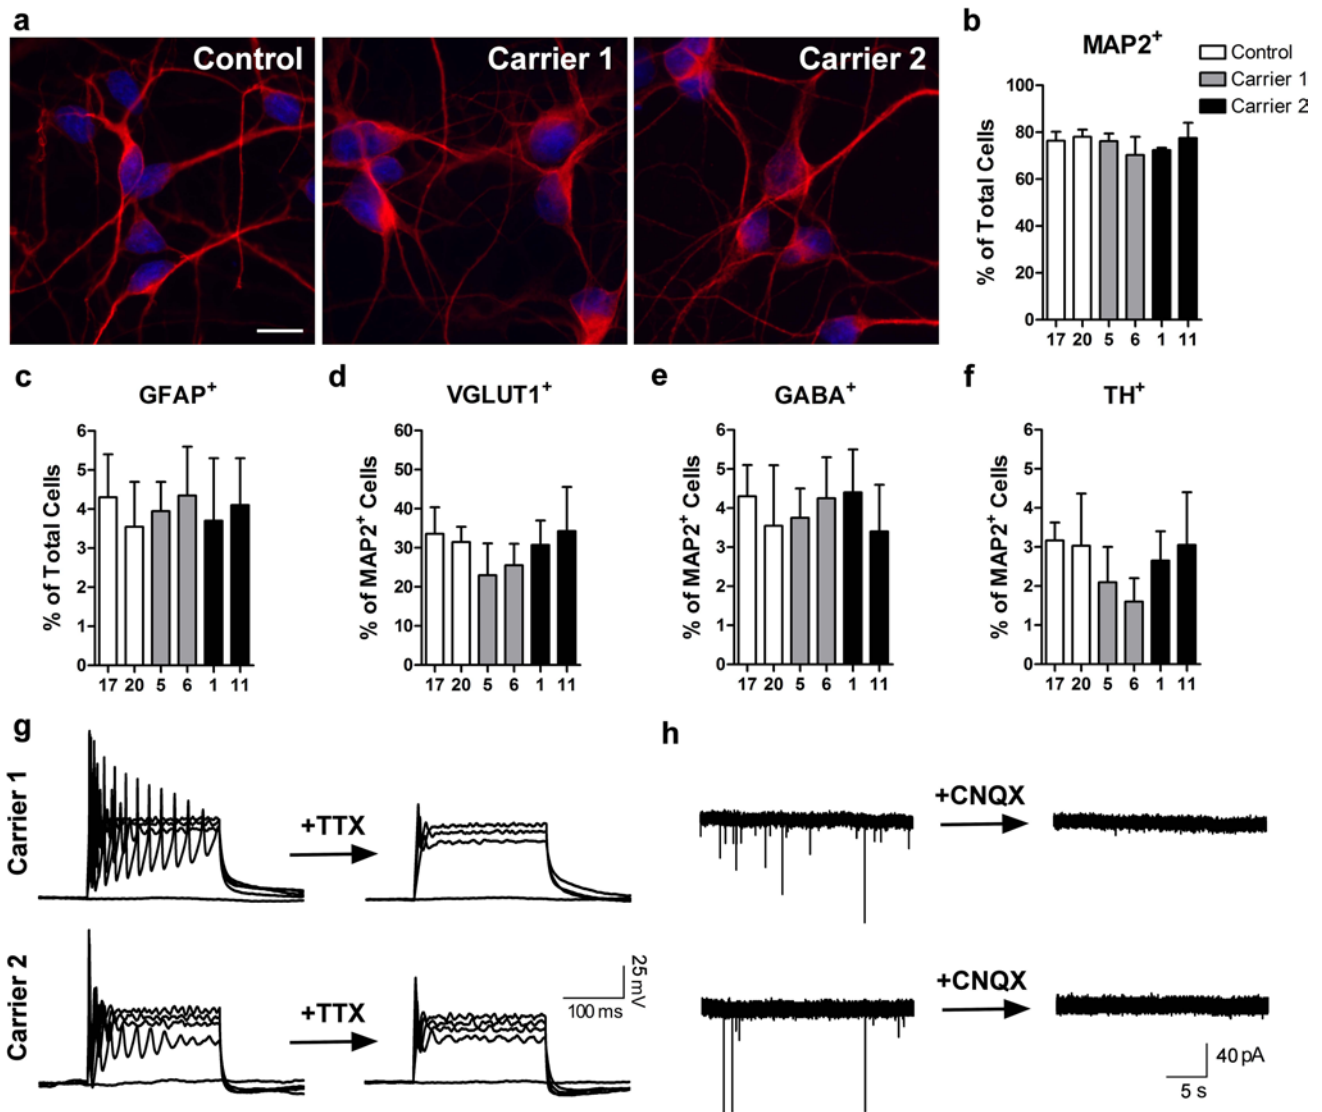 a
Control
Carrier 1
Carrier 2
b
MAP2+
Control
Carrier 1
Carrier 2
% of Total Cells
100
80
60
40
20
0
17 20 5 6 1 11
c
GFAP+
% of Total Cells
6
5
4
3
2
1
0
17 20 5 6 1 11
d
VGLUT1+
% of MAP2+ Cells
60
50
40
30
20
10
0
17 20 5 6 1 11
e
GABA+
% of MAP2+ Cells
6
5
4
3
2
1
0
17 20 5 6 1 11
f
TH+
% of MAP2+ Cells
6
5
4
3
2
1
0
17 20 5 6 1 11
g
Carrier 1
+TTX
Carrier 2
+TTX
25 mV
100 ms
h
+CNQX
+CNQX
40 pA
5 s